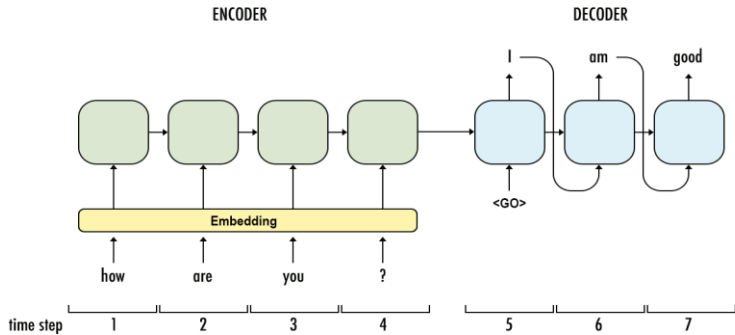 ENCODER DECODER
I am good
<GO>
Embedding
how are you ?
time step 1 2 3 4 5 6 7